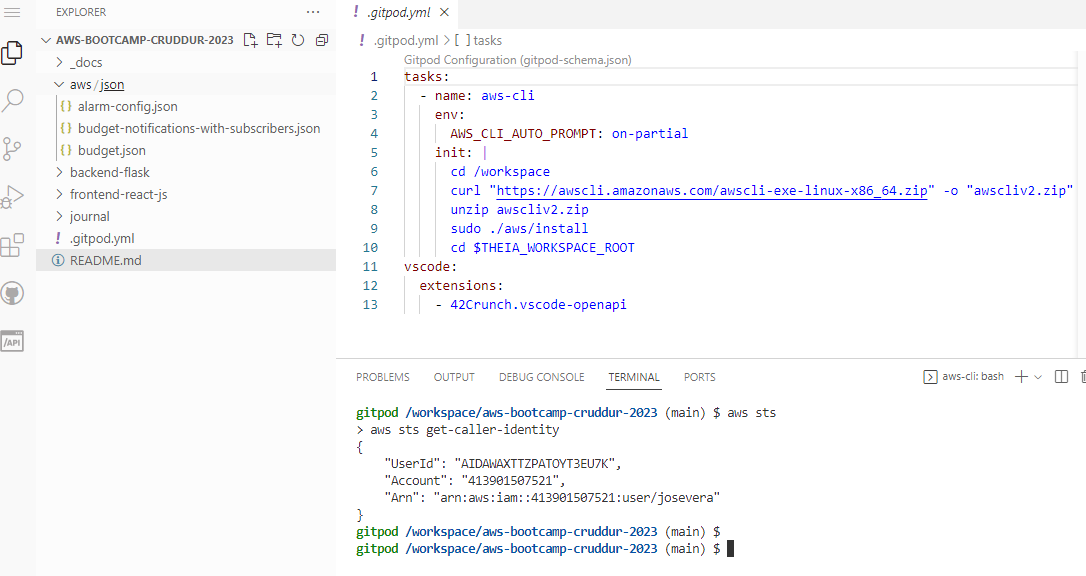 EXPLORER
AWS-BOOTCAMP-CRUDDUR-2023
_docs
aws/json
{} alarm-config.json
{} budget-notifications-with-subscribers.json
{} budget.json
backend-flask
frontend-react-js
journal
! .gitpod.yml
README.md
/API
! .gitpod.yml
! .gitpod.yml > [ ] tasks
Gitpod Configuration (gitpod-schema.json)
1 tasks:
2 - name: aws-cli
3 env:
4 AWS_CLI_AUTO_PROMPT: on-partial
5 init: |
6 cd /workspace
7 curl "https://awscli.amazonaws.com/awscli-exe-linux-x86_64.zip" -o "awscliv2.zip"
8 unzip awscliv2.zip
9 sudo ./aws/install
10 cd $THEIA_WORKSPACE_ROOT
11 vscode:
12 extensions:
13 - 42Crunch.vscode-openapi
PROBLEMS OUTPUT DEBUG CONSOLE TERMINAL PORTS aws-cli: bash
gitpod /workspace/aws-bootcamp-cruddur-2023 (main) $ aws sts
> aws sts get-caller-identity
{
"UserId": "AIDAWAXTTZPATOYT3EU7K",
"Account": "413901507521",
"Arn": "arn:aws:iam::413901507521:user/josevera"
}
gitpod /workspace/aws-bootcamp-cruddur-2023 (main) $
gitpod /workspace/aws-bootcamp-cruddur-2023 (main) $